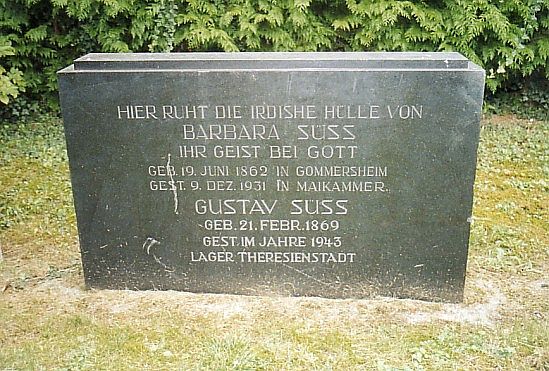 HIER RUHT DIE IRDISHE HÜLLE VON
BARBARA SÜSS
IHR GEIST BEI GOTT
GEB. 19. JUNI 1862 IN GOMMERSHEIM
GEST. 9. DEZ. 1931 IN MAIKAMMER.
GUSTAV SÜSS
GEB. 21. FEBR. 1869
GEST. IM JAHRE 1943
LAGER THERESIENSTADT